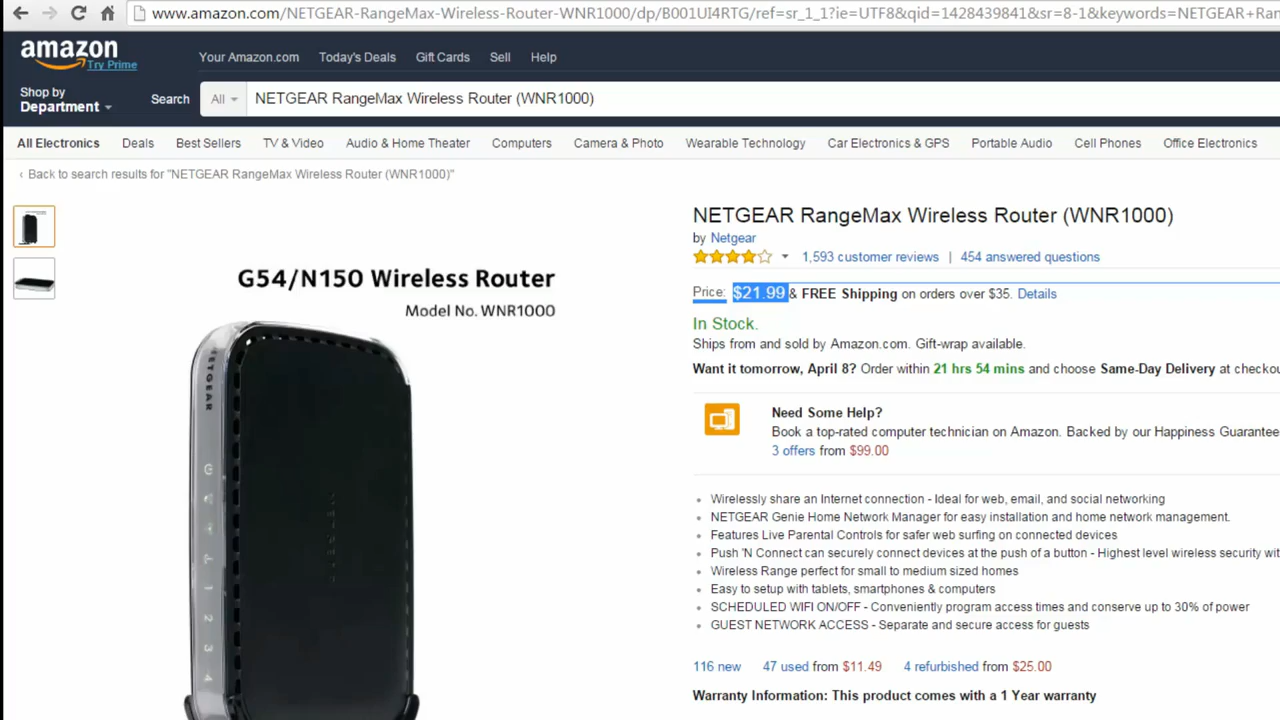 www.amazon.com/NETGEAR-RangeMax-Wireless-Router-WNR1000/dp/B001UI4RTG/ref=sr_1_1?ie=UTF8&qid=1428439841&sr=8-1&keywords=NETGEAR+Ran
amazon
Try Prime
Your Amazon.com Today's Deals Gift Cards Sell Help
Shop by
Department
Search All NETGEAR RangeMax Wireless Router (WNR1000)
All Electronics Deals Best Sellers TV & Video Audio & Home Theater Computers Camera & Photo Wearable Technology Car Electronics & GPS Portable Audio Cell Phones Office Electronics
‹ Back to search results for "NETGEAR RangeMax Wireless Router (WNR1000)"
G54/N150 Wireless Router
Model No. WNR1000
NETGEAR
1
2
3
4
NETGEAR
NETGEAR RangeMax Wireless Router (WNR1000)
by Netgear
1,593 customer reviews | 454 answered questions
Price: $21.99 & FREE Shipping on orders over $35. Details
In Stock.
Ships from and sold by Amazon.com. Gift-wrap available.
Want it tomorrow, April 8? Order within 21 hrs 54 mins and choose Same-Day Delivery at checkou
Need Some Help?
Book a top-rated computer technician on Amazon. Backed by our Happiness Guarantee
3 offers from $99.00
Wirelessly share an Internet connection - Ideal for web, email, and social networking
NETGEAR Genie Home Network Manager for easy installation and home network management.
Features Live Parental Controls for safer web surfing on connected devices
Push 'N Connect can securely connect devices at the push of a button - Highest level wireless security wit
Wireless Range perfect for small to medium sized homes
Easy to setup with tablets, smartphones & computers
SCHEDULED WIFI ON/OFF - Conveniently program access times and conserve up to 30% of power
GUEST NETWORK ACCESS - Separate and secure access for guests
116 new 47 used from $11.49 4 refurbished from $25.00
Warranty Information: This product comes with a 1 Year warranty